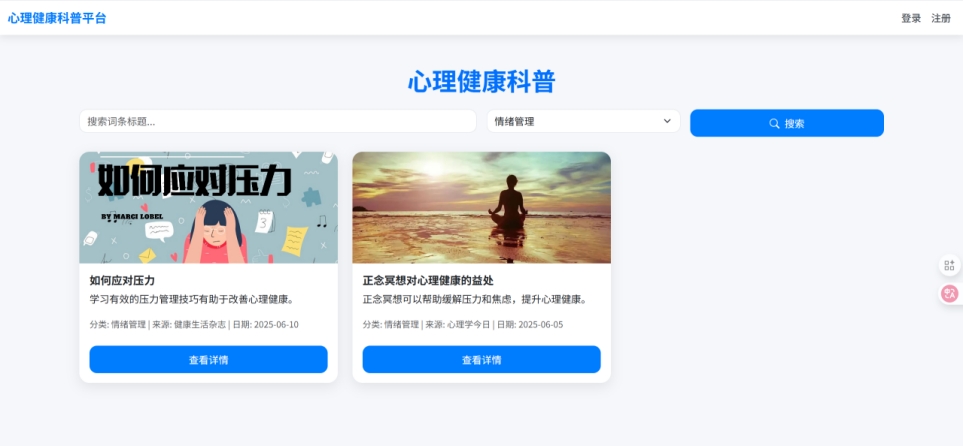 心理健康科普平台
登录 注册
心理健康科普
搜索词条标题...
情绪管理
搜索
如何应对压力
BY MARCI LOBEL
3
如何应对压力
学习有效的压力管理技巧有助于改善心理健康。
分类: 情绪管理 | 来源: 健康生活杂志 | 日期: 2025-06-10
查看详情
正念冥想对心理健康的益处
正念冥想可以帮助缓解压力和焦虑，提升心理健康。
分类: 情绪管理 | 来源: 心理学今日 | 日期: 2025-06-05
查看详情